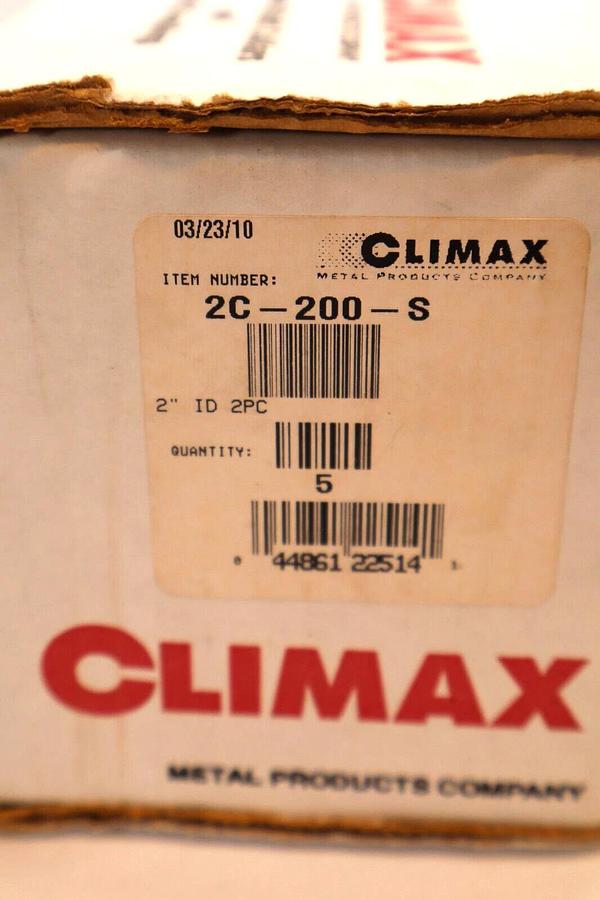 03/23/10
CLIMAX
METAL PRODUCTS COMPANY
ITEM NUMBER:
2C-200-S
2" ID 2PC
QUANTITY:
5
0 44861 22514 1
CLIMAX
METAL PRODUCTS COMPANY